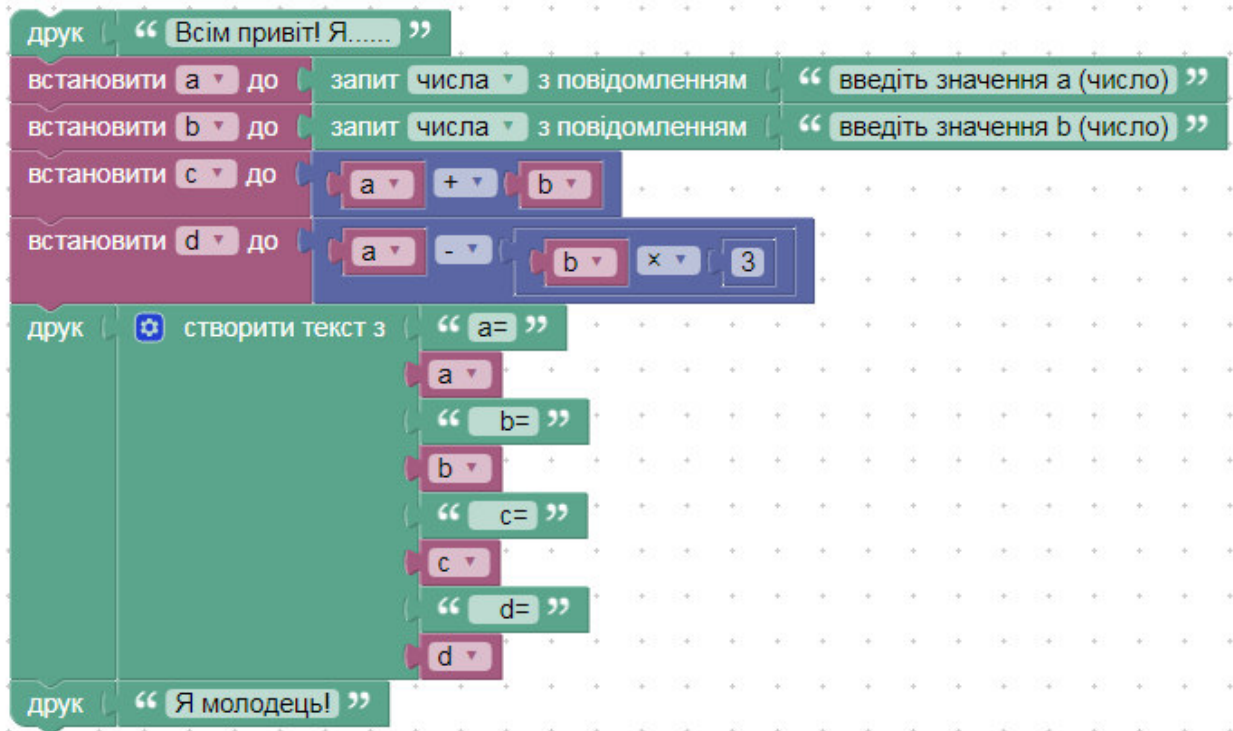 друк “ Всім привіт! Я...... ”
встановити a до запит числа з повідомленням “ введіть значення a (число) ”
встановити b до запит числа з повідомленням “ введіть значення b (число) ”
встановити c до a + b
встановити d до a - b × 3
друк створити текст з “ a= ”
a
“ b= ”
b
“ c= ”
c
“ d= ”
d
друк “ Я молодець! ”